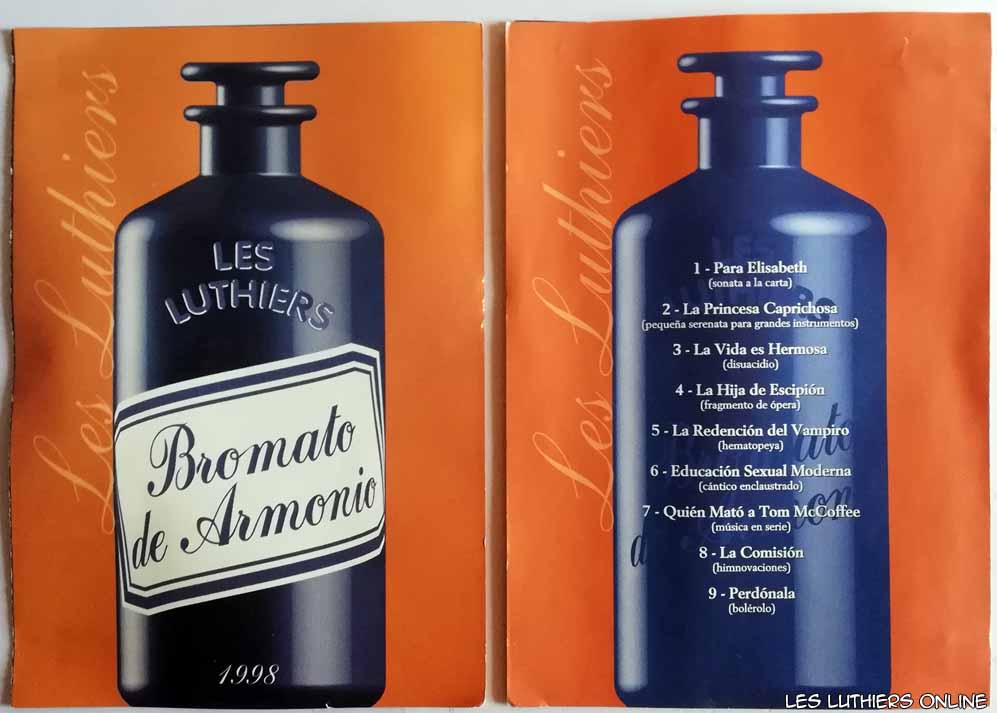 Les Luthiers
LES
LUTHIERS
Bromato
de Armonio
1998
Les Luthiers
1 - Para Elisabeth
(sonata a la carta)
2 - La Princesa Caprichosa
(pequeña serenata para grandes instrumentos)
3 - La Vida es Hermosa
(disuacidio)
4 - La Hija de Escipión
(fragmento de ópera)
5 - La Redención del Vampiro
(hematopeya)
6 - Educación Sexual Moderna
(cántico enclaustrado)
7 - Quién Mató a Tom McCoffee
(música en serie)
8 - La Comisión
(himnovaciones)
9 - Perdónala
(bolérolo)
LES LUTHIERS ONLINE